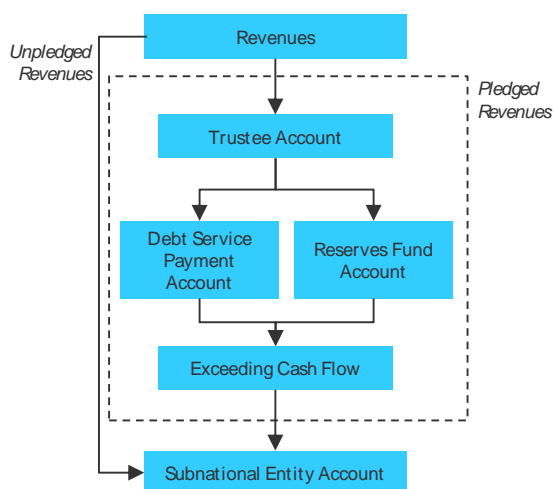 Revenues
Unpledged
Revenues
Pledged
Revenues
Trustee Account
Debt Service
Payment
Account
Reserves Fund
Account
Exceeding Cash Flow
Subnational Entity Account